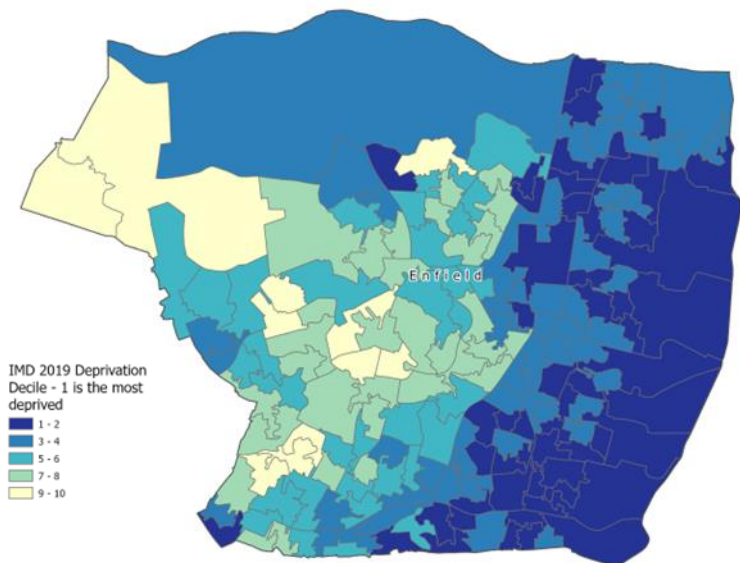 Enfield
IMD 2019 Deprivation
Decile - 1 is the most
deprived
1 - 2
3 - 4
5 - 6
7 - 8
9 - 10